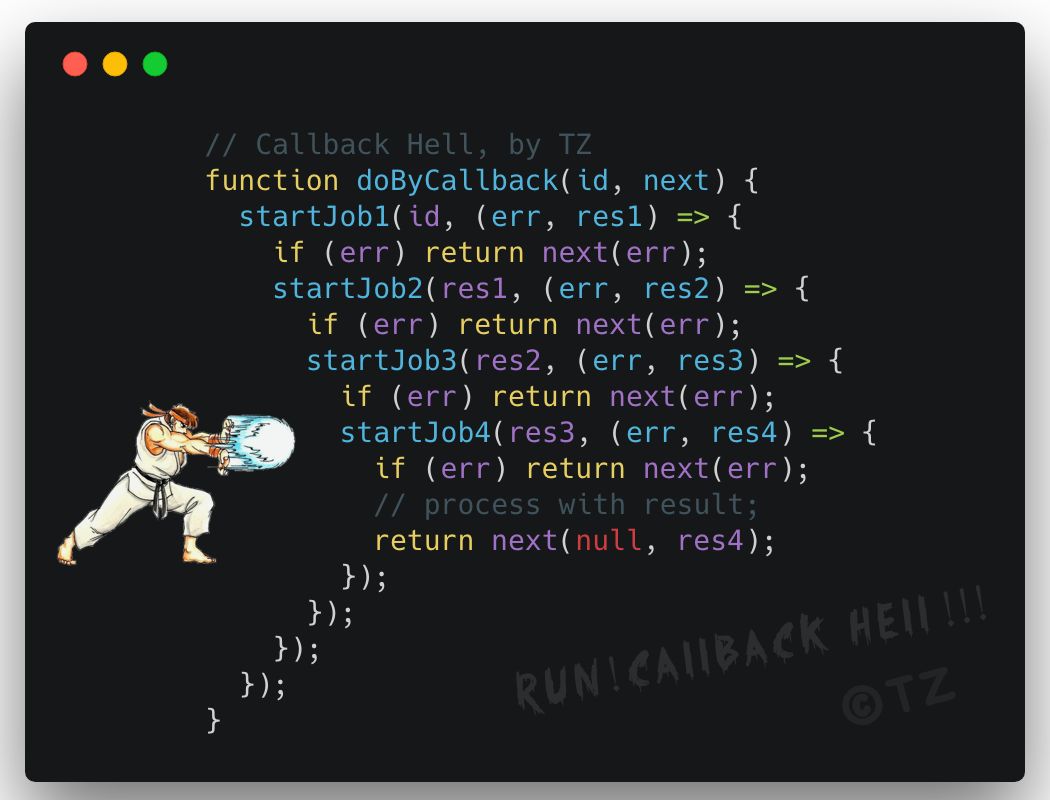 // Callback Hell, by TZ
function doByCallback(id, next) {
  startJob1(id, (err, res1) => {
    if (err) return next(err);
    startJob2(res1, (err, res2) => {
      if (err) return next(err);
      startJob3(res2, (err, res3) => {
        if (err) return next(err);
        startJob4(res3, (err, res4) => {
          if (err) return next(err);
          // process with result;
          return next(null, res4);
        });
      });
    });
  });
}
RUN!CAllBACK HEll!!!
©TZ